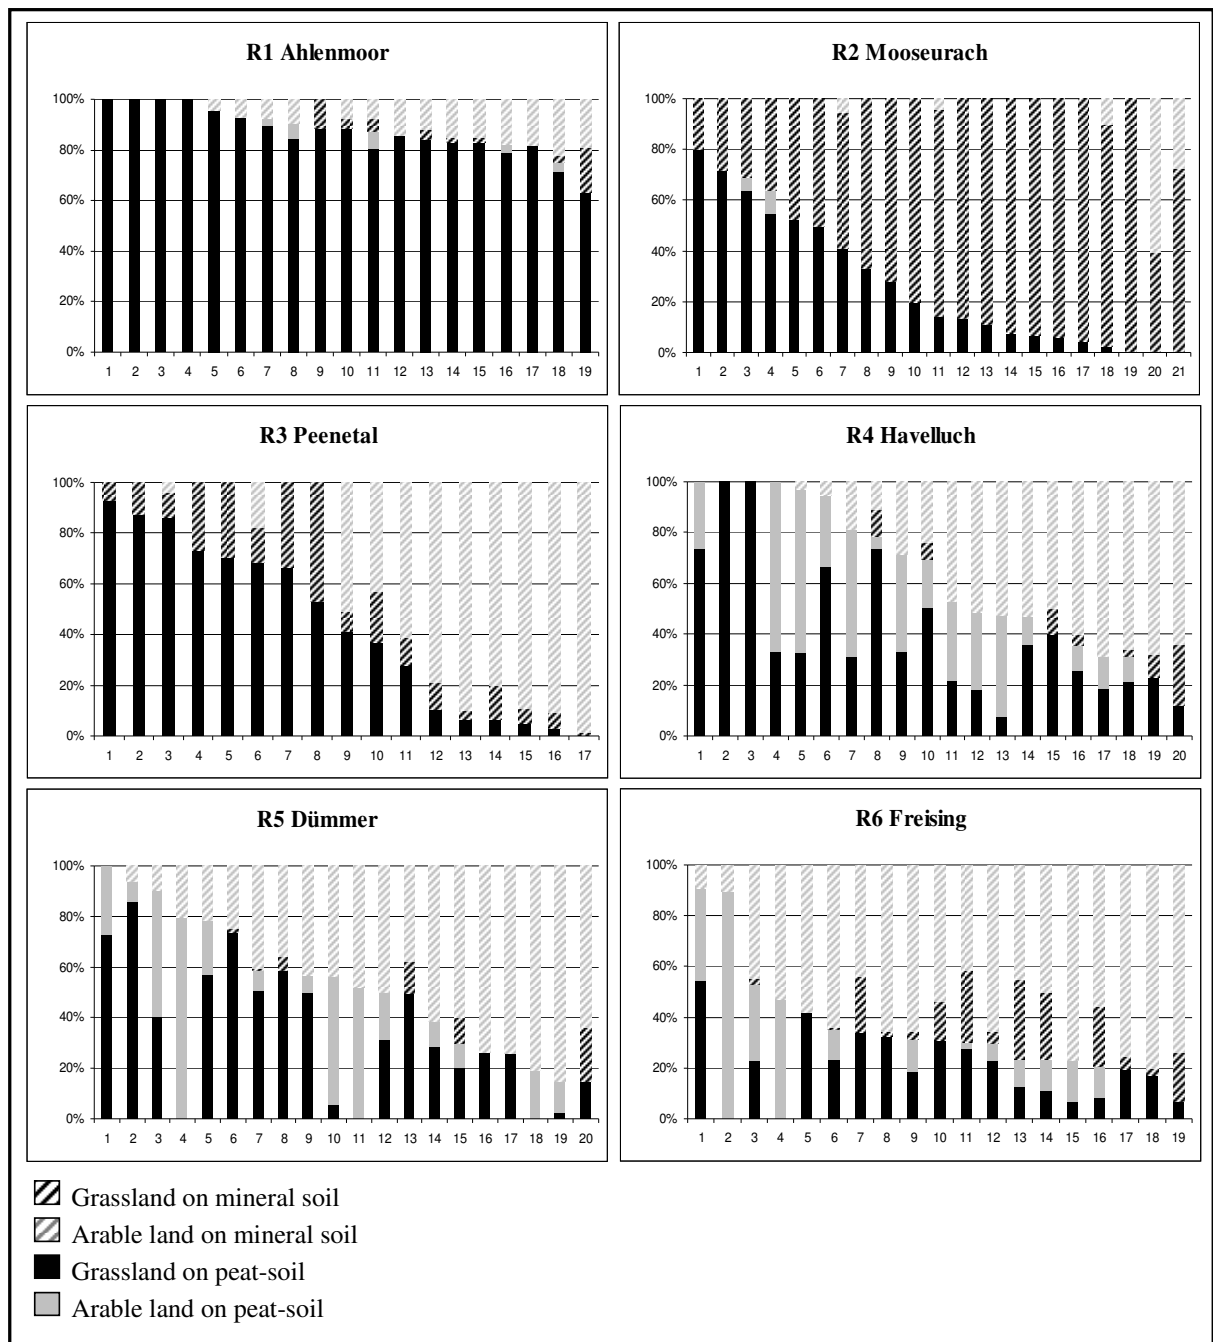 R1 Ahlenmoor
100%
80%
60%
40%
20%
0%
1 2 3 4 5 6 7 8 9 10 11 12 13 14 15 16 17 18 19
R2 Mooseurach
100%
80%
60%
40%
20%
0%
1 2 3 4 5 6 7 8 9 10 11 12 13 14 15 16 17 18 19 20 21
R3 Peenetal
100%
80%
60%
40%
20%
0%
1 2 3 4 5 6 7 8 9 10 11 12 13 14 15 16 17
R4 Havelluch
100%
80%
60%
40%
20%
0%
1 2 3 4 5 6 7 8 9 10 11 12 13 14 15 16 17 18 19 20
R5 Dümmer
100%
80%
60%
40%
20%
0%
1 2 3 4 5 6 7 8 9 10 11 12 13 14 15 16 17 18 19 20
R6 Freising
100%
80%
60%
40%
20%
0%
1 2 3 4 5 6 7 8 9 10 11 12 13 14 15 16 17 18 19
Grassland on mineral soil
Arable land on mineral soil
Grassland on peat-soil
Arable land on peat-soil